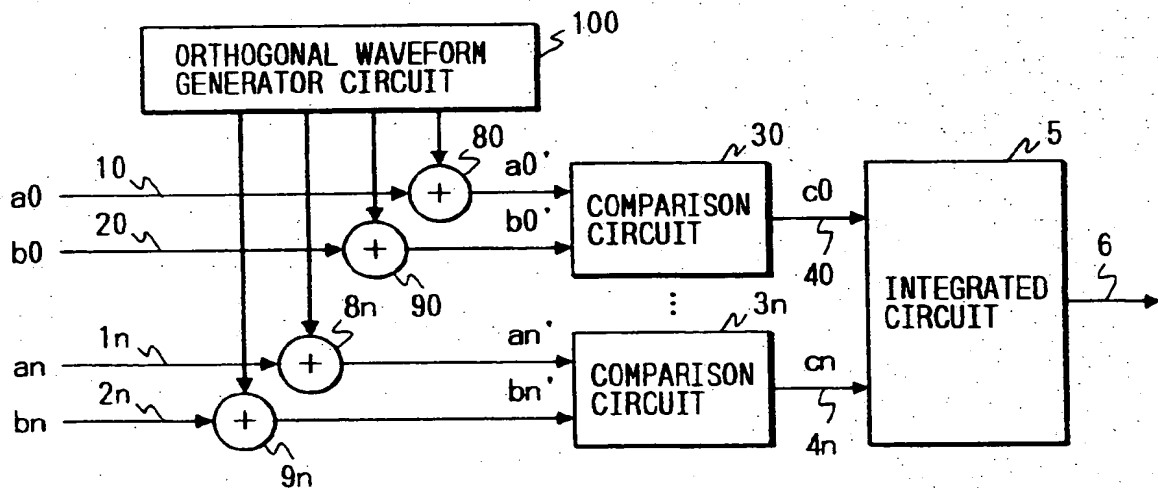 100
ORTHOGONAL WAVEFORM
GENERATOR CIRCUIT
80
30
5
10
a0
+
a0'
c0
COMPARISON
CIRCUIT
20
b0
+
b0'
40
6
90
INTEGRATED
CIRCUIT
8n
⋮
3n
1n
an
+
an'
cn
COMPARISON
CIRCUIT
2n
bn
+
bn'
4n
9n